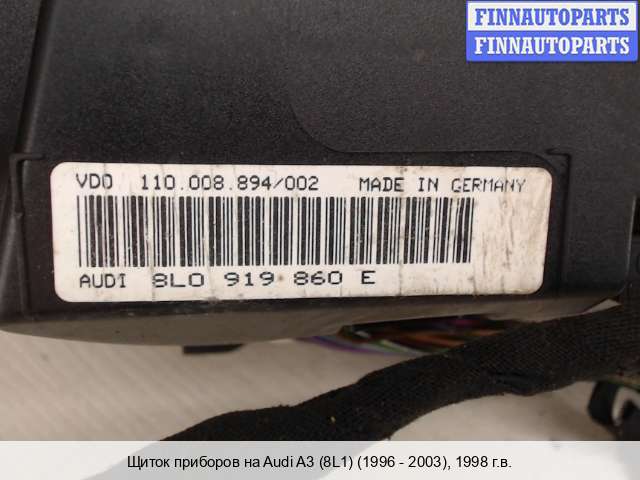 FINNAUTOPARTS
FINNAUTOPARTS
VDO 110.008.894/002 MADE IN GERMANY
AUDI 8L0 919 860 E
Щиток приборов на Audi A3 (8L1) (1996 - 2003), 1998 г.в.